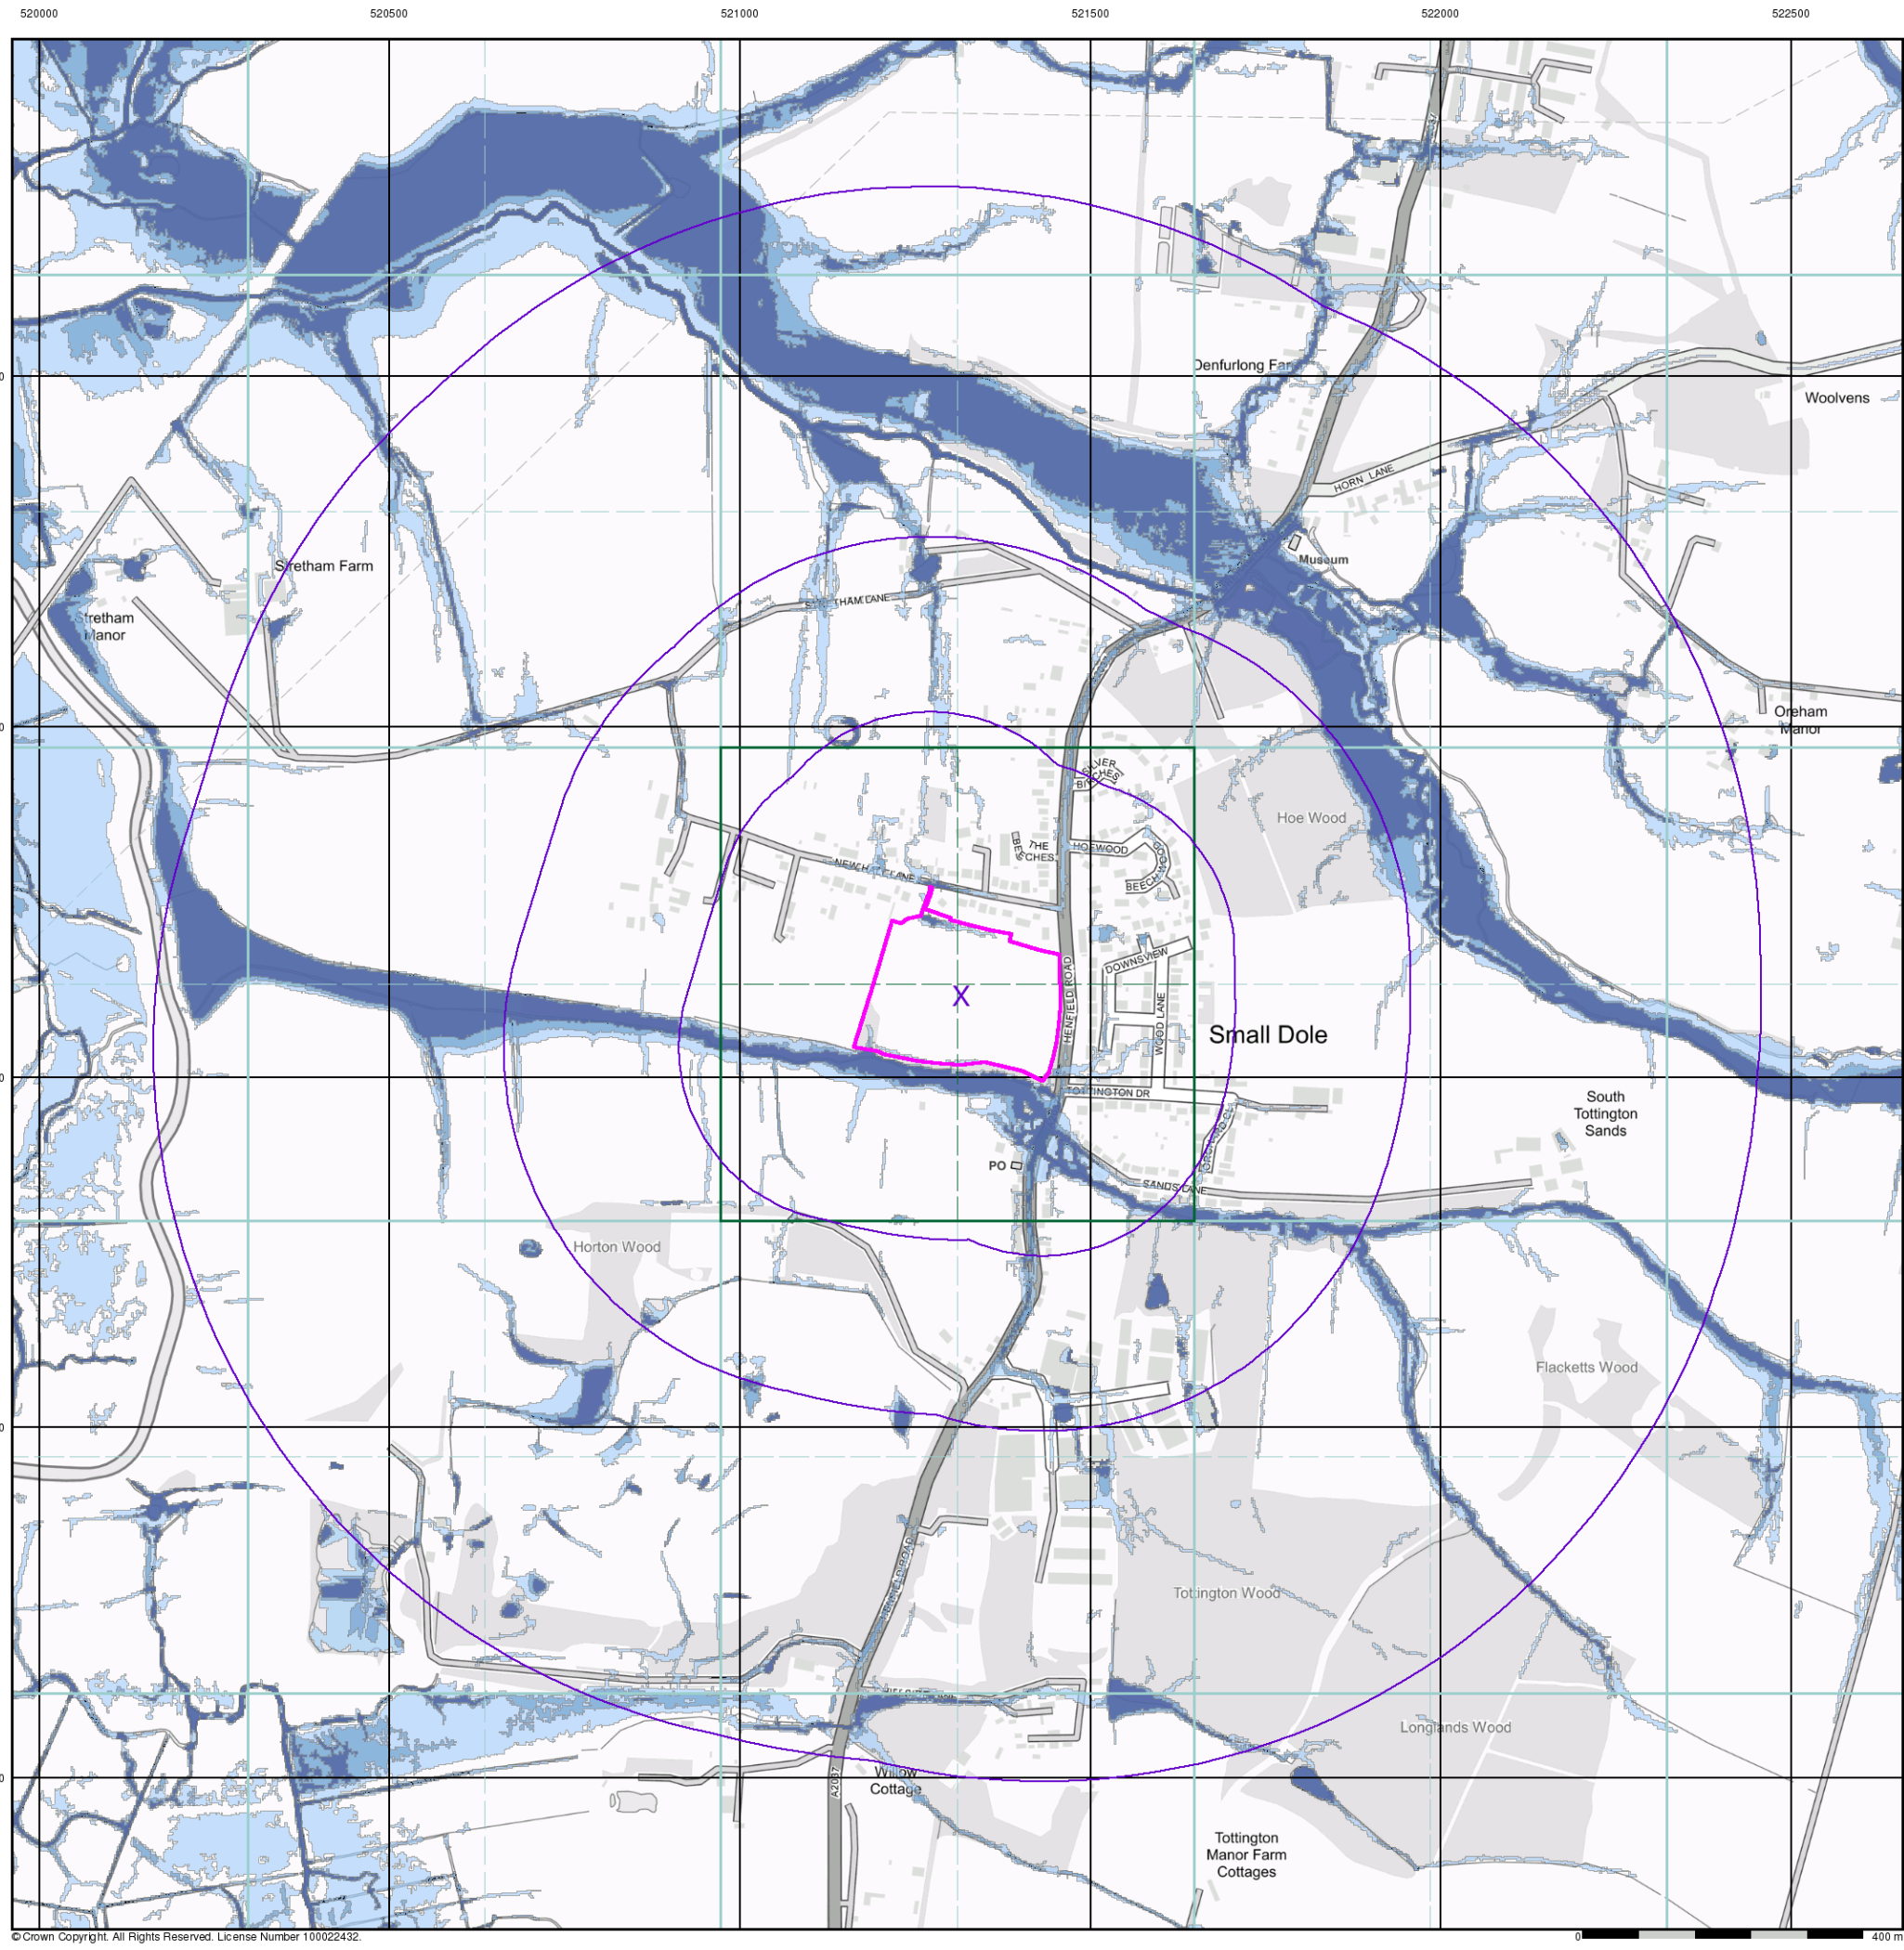 520000 520500 521000 521500 522000 522500
Denfurlong Far
Woolvens
HORN LANE
Museum
Stretham Farm
STRETHAM LANE
Stretham
Manor
Oreham
Manor
SILVER
BIRCHES
Hoe Wood
THE
BEECHES
HOEWOOD
BEECHWOOD
NEWHALL LANE
DOWNSVIEW
HENFIELD ROAD
WOOD LANE
X
Small Dole
TOTTINGTON DR
South
Tottington
Sands
PO
SANDS LANE
Horton Wood
Flacketts Wood
HENFIELD ROAD
Tottington Wood
Longlands Wood
A2037
Willow
Cottage
Tottington
Manor Farm
Cottages
© Crown Copyright. All Rights Reserved. License Number 100022432.
0 400 m